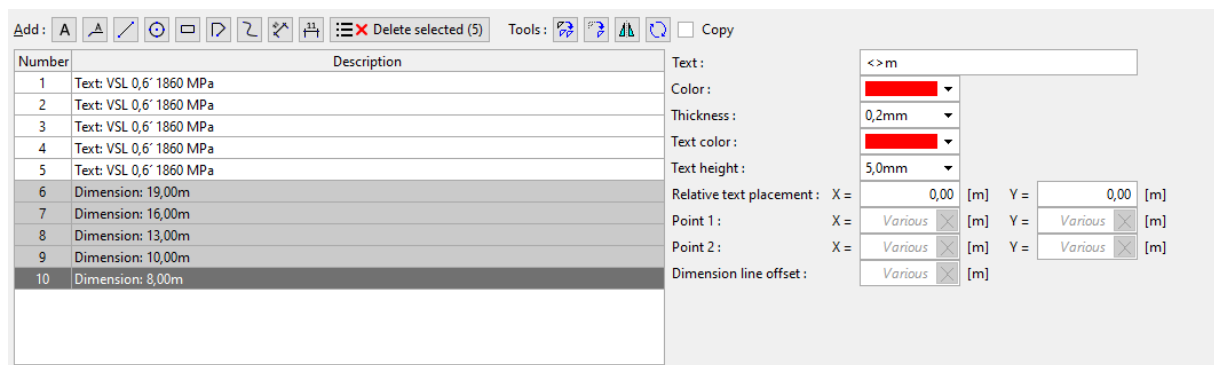 Add : A A 11 Delete selected (5) Tools : Copy
Number Description
1 Text: VSL 0,6´ 1860 MPa
2 Text: VSL 0,6´ 1860 MPa
3 Text: VSL 0,6´ 1860 MPa
4 Text: VSL 0,6´ 1860 MPa
5 Text: VSL 0,6´ 1860 MPa
6 Dimension: 19,00m
7 Dimension: 16,00m
8 Dimension: 13,00m
9 Dimension: 10,00m
10 Dimension: 8,00m
Text : <>m
Color :
Thickness : 0,2mm
Text color :
Text height : 5,0mm
Relative text placement : X = 0,00 [m] Y = 0,00 [m]
Point 1 : X = Various [m] Y = Various [m]
Point 2 : X = Various [m] Y = Various [m]
Dimension line offset : Various [m]